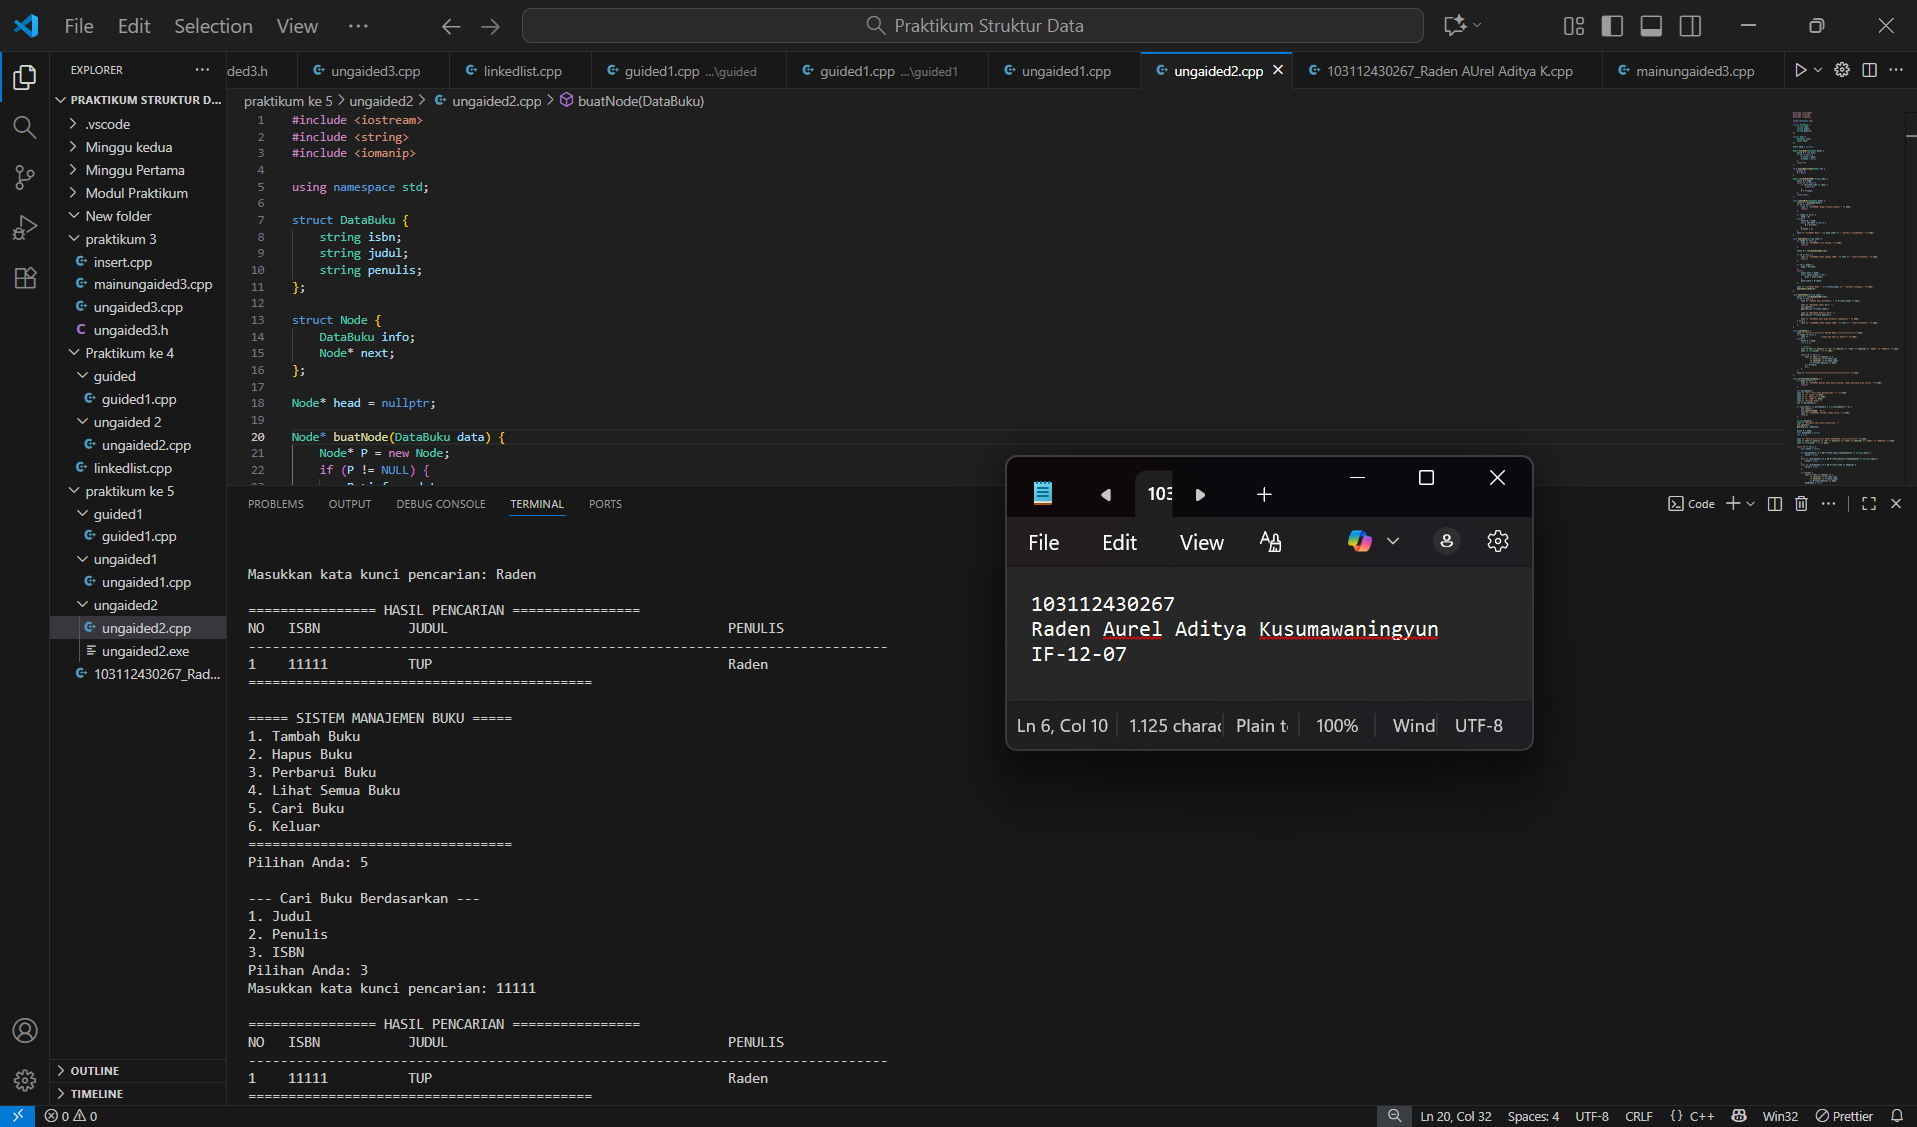 File Edit Selection View ··· Praktikum Struktur Data
EXPLORER
PRAKTIKUM STRUKTUR D...
.vscode
Minggu kedua
Minggu Pertama
Modul Praktikum
New folder
praktikum 3
insert.cpp
mainungaided3.cpp
ungaided3.cpp
ungaided3.h
Praktikum ke 4
guided
guided1.cpp
ungaided 2
ungaided2.cpp
linkedlist.cpp
praktikum ke 5
guided1
guided1.cpp
ungaided1
ungaided1.cpp
ungaided2
ungaided2.cpp
ungaided2.exe
103112430267_Rad...
OUTLINE
TIMELINE
ded3.h ungaided3.cpp linkedlist.cpp guided1.cpp ...\guided guided1.cpp ...\guided1 ungaided1.cpp ungaided2.cpp 103112430267_Raden AUrel Aditya K.cpp mainungaided3.cpp
praktikum ke 5 > ungaided2 > ungaided2.cpp > buatNode(DataBuku)
1 #include <iostream>
2 #include <string>
3 #include <iomanip>
4
5 using namespace std;
6
7 struct DataBuku {
8 string isbn;
9 string judul;
10 string penulis;
11 };
12
13 struct Node {
14 DataBuku info;
15 Node* next;
16 };
17
18 Node* head = nullptr;
19
20 Node* buatNode(DataBuku data) {
21 Node* P = new Node;
22 if (P != NULL) {
PROBLEMS OUTPUT DEBUG CONSOLE TERMINAL PORTS
Code
Masukkan kata kunci pencarian: Raden
================ HASIL PENCARIAN ================
NO ISBN JUDUL PENULIS
--------------------------------------------------------------------------------
1 11111 TUP Raden
===========================================
===== SISTEM MANAJEMEN BUKU =====
1. Tambah Buku
2. Hapus Buku
3. Perbarui Buku
4. Lihat Semua Buku
5. Cari Buku
6. Keluar
=================================
Pilihan Anda: 5
--- Cari Buku Berdasarkan ---
1. Judul
2. Penulis
3. ISBN
Pilihan Anda: 3
Masukkan kata kunci pencarian: 11111
================ HASIL PENCARIAN ================
NO ISBN JUDUL PENULIS
--------------------------------------------------------------------------------
1 11111 TUP Raden
===========================================
103
File Edit View
103112430267
Raden Aurel Aditya Kusumawaningyun
IF-12-07
Ln 6, Col 10 1.125 charac Plain t 100% Wind UTF-8
0 0 Ln 20, Col 32 Spaces: 4 UTF-8 CRLF {} C++ Win32 Prettier